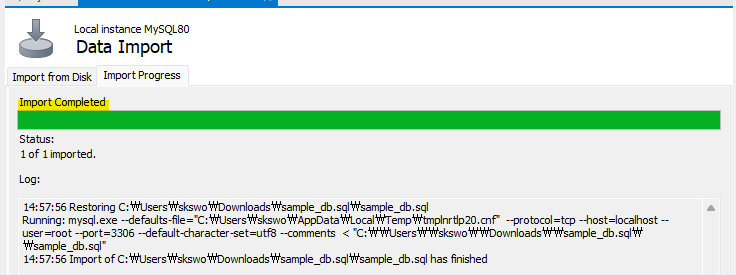 Local instance MySQL80
Data Import
Import from Disk
Import Progress
Import Completed
Status:
1 of 1 imported.
Log:
14:57:56 Restoring C:₩Users₩skswo₩Downloads₩sample_db.sql₩sample_db.sql
Running: mysql.exe --defaults-file="C:₩Users₩skswo₩AppData₩Local₩Temp₩tmplnrtlp20.cnf"  --protocol=tcp --host=localhost --
user=root --port=3306 --default-character-set=utf8 --comments  < "C:₩₩Users₩₩skswo₩₩Downloads₩₩sample_db.sql₩
₩sample_db.sql"
14:57:56 Import of C:₩Users₩skswo₩Downloads₩sample_db.sql₩sample_db.sql has finished